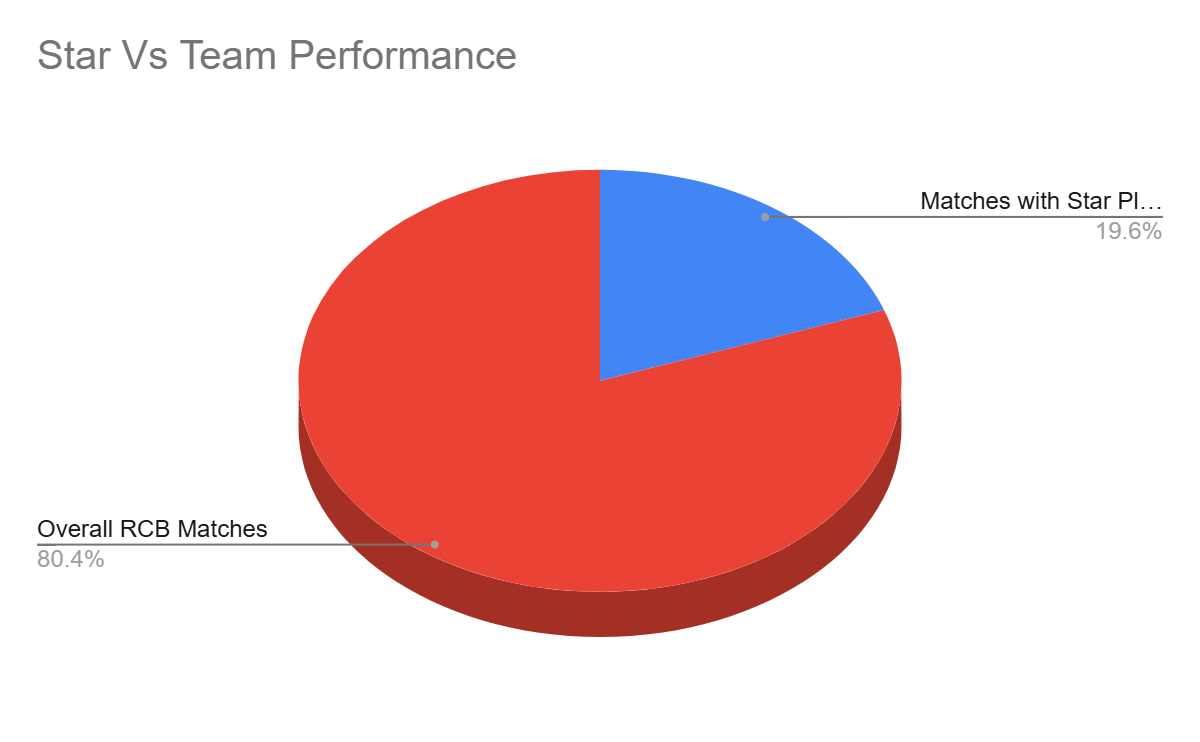 Star Vs Team Performance
Matches with Star Pl…
19.6%
Overall RCB Matches
80.4%